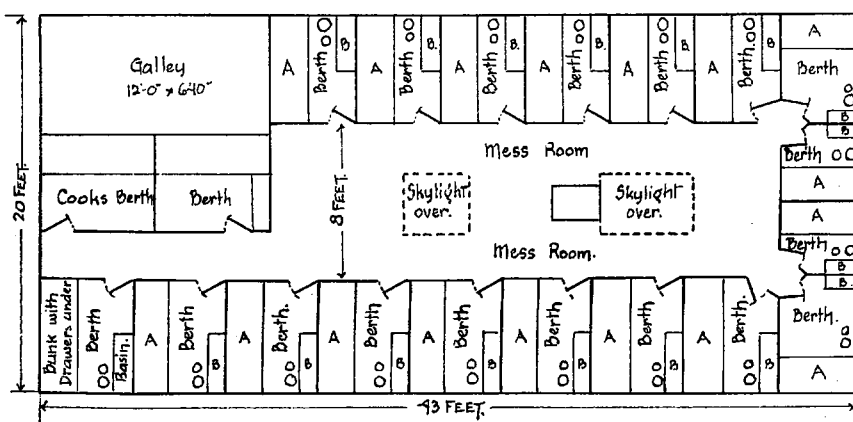 Galley
12'-0" x 6'-10"
A
Berth
B.
A
Berth
B.
A
Berth
B
A
Berth
B
A
Berth
B
A
Berth
B
A
Berth
B
B
Berth
A
A
Berth
B
B
Berth.
A
20 FEET.
Cooks Berth
Berth
8 FEET.
Mess Room
Skylight
over.
Skylight
over.
Mess Room.
Bunk with
Drawers under
Berth
Basin.
A
Berth
B
A
Berth.
B
A
Berth
B
A
Berth
B
A
Berth
B
A
Berth
B
A
Berth
B
43 FEET.